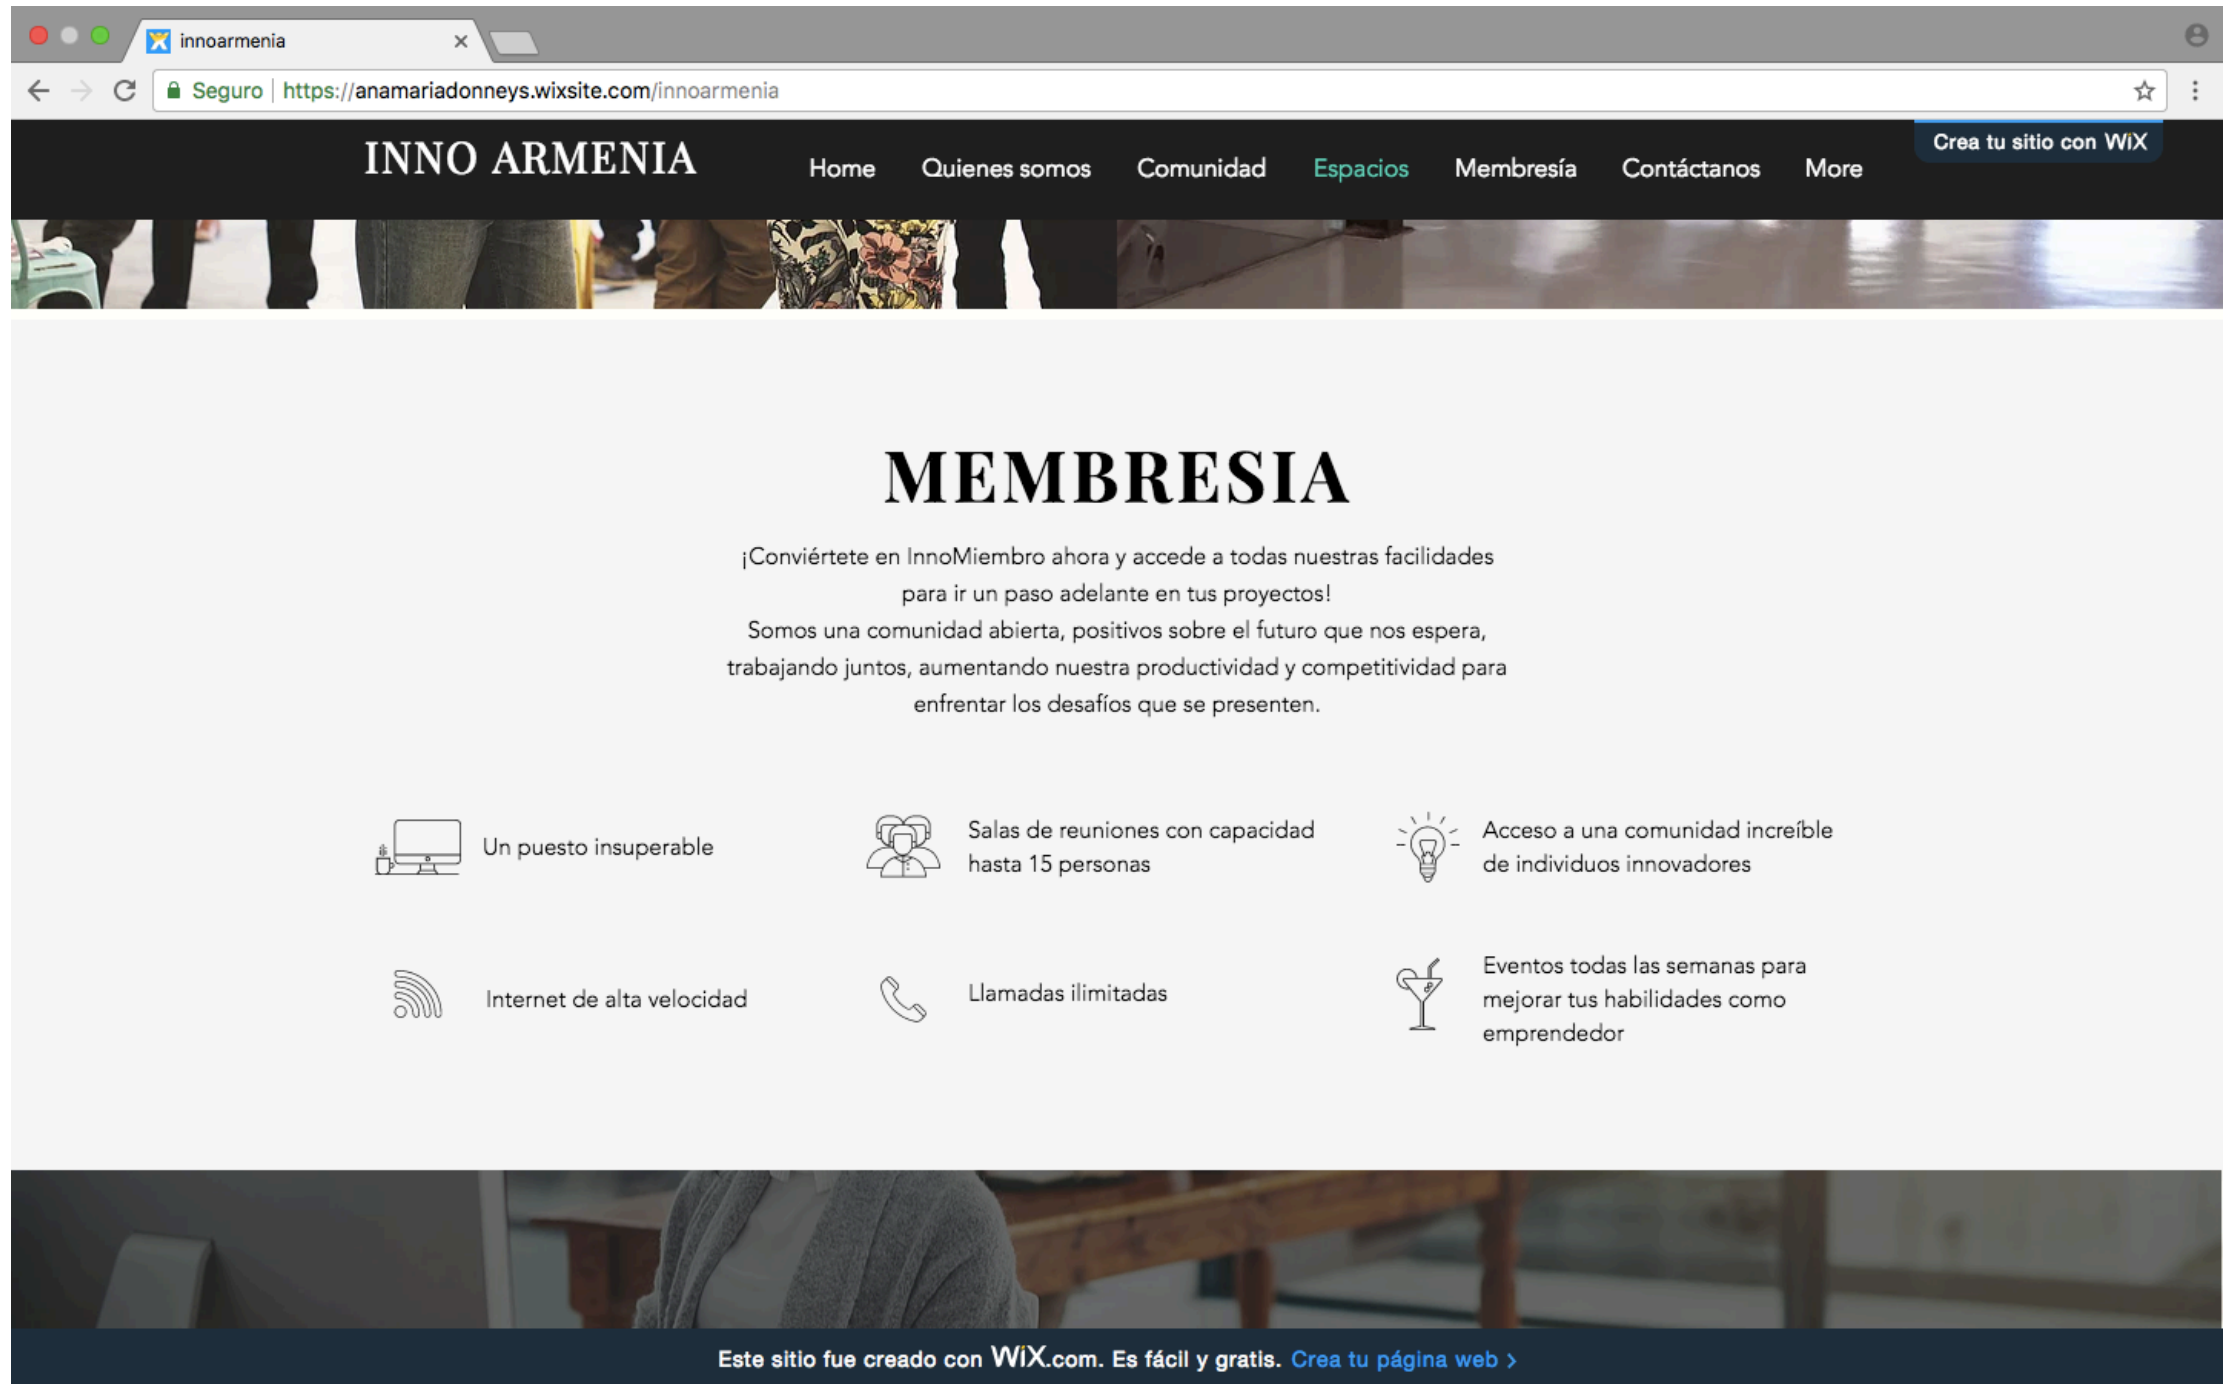 innoarmenia
Seguro https://anamariadonneys.wixsite.com/innoarmenia
Crea tu sitio con WiX
INNO ARMENIA
Home Quienes somos Comunidad Espacios Membresía Contáctanos More
MEMBRESIA
¡Conviértete en InnoMiembro ahora y accede a todas nuestras facilidades
para ir un paso adelante en tus proyectos!
Somos una comunidad abierta, positivos sobre el futuro que nos espera,
trabajando juntos, aumentando nuestra productividad y competitividad para
enfrentar los desafíos que se presenten.
Un puesto insuperable
Salas de reuniones con capacidad
hasta 15 personas
Acceso a una comunidad increíble
de individuos innovadores
Internet de alta velocidad
Llamadas ilimitadas
Eventos todas las semanas para
mejorar tus habilidades como
emprendedor
Este sitio fue creado con WiX.com. Es fácil y gratis. Crea tu página web >